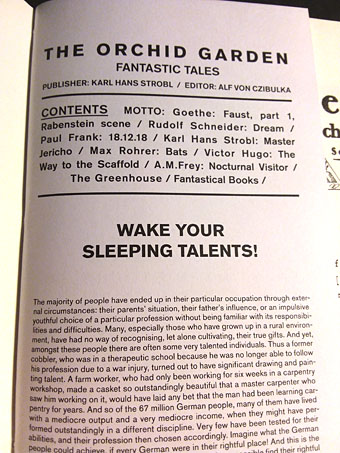 THE ORCHID GARDEN
FANTASTIC TALES
PUBLISHER: KARL HANS STROBL / EDITOR: ALF VON CZIBULKA
CONTENTS MOTTO: Goethe: Faust, part 1,
Rabenstein scene / Rudolf Schneider: Dream /
Paul Frank: 18.12.18 / Karl Hans Strobl: Master
Jericho / Max Rohrer: Bats / Victor Hugo: The
Way to the Scaffold / A.M.Frey: Nocturnal Visitor /
The Greenhouse / Fantastical Books /
WAKE YOUR
SLEEPING TALENTS!
The majority of people have ended up in their particular occupation through exter-
nal circumstances: their parents' situation, their father's influence, or an impulsive
youthful choice of a particular profession without being familiar with its responsibi-
lities and difficulties. Many, especially those who have grown up in a rural environ-
ment, have had no way of recognising, let alone cultivating, their true gifts. And yet,
amongst these people there are often some very talented individuals. Thus a former
cobbler, who was in a therapeutic school because he was no longer able to follow
his profession due to a war injury, turned out to have significant drawing and pain-
ting talent. A farm worker, who had only been working for six weeks in a carpentry
workshop, made a casket so outstandingly beautiful that a master carpenter who
saw him working on it, would have laid any bet that the man had been learning car-
pentry for years. And so of the 67 million German people, many of them have lived
with a mediocre output and a very mediocre income, when they might have per-
formed outstandingly in a different discipline. Very few have been tested for their
abilities, and their profession then chosen accordingly. Imagine what the German
people could achieve, if every German were in their rightful place! And this is the
possible find their rightful
e
ch
S
f